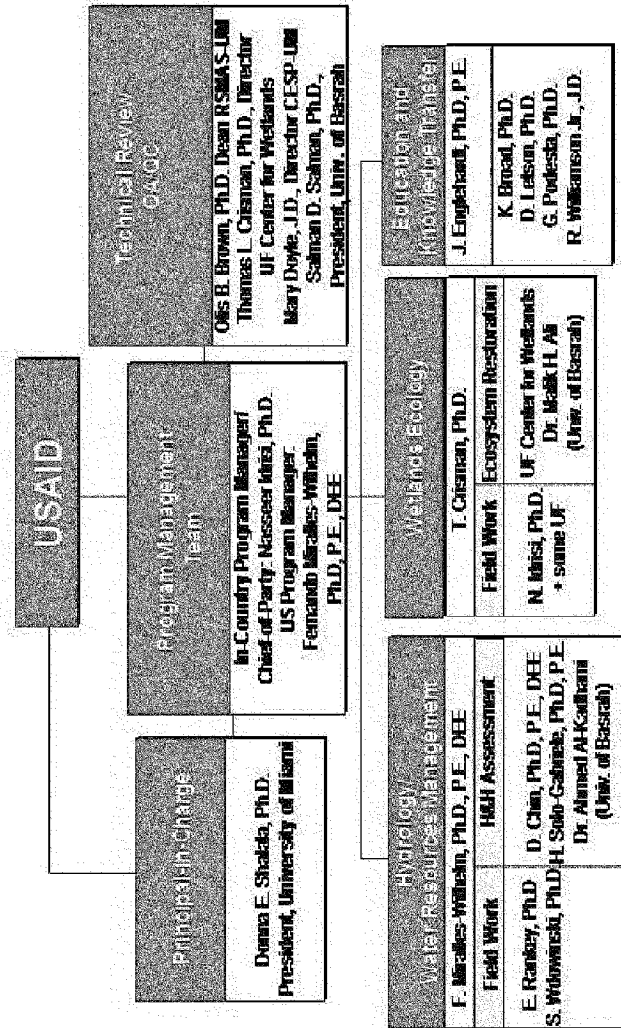 USAID
Principal-in-Charge
Donna E. Shalala, Ph.D.
President, University of Miami
Program Management
Team
In-Country Program Manager/
Chief-of-Party: Nasseer Idrisi, Ph.D.
US Program Manager:
Fernando Miralles-Wilhelm,
Ph.D., P.E., DEE
Technical Review
QA/QC
Otis B. Brown, Ph.D. Dean RSMAS-UM
Thomas L. Crisman, Ph.D., Director
UF Center for Wetlands
Mary Doyle, J.D., Director CESP-UM
Salman D. Salman, Ph.D.,
President, Univ. of Basrah
Hydrology/
Water Resources Management
F. Miralles-Wilhelm, Ph.D., P.E., DEE
Field Work
E. Rankey, Ph.D
S. Wdowinski, Ph.D
H&H Assessment
D. Chin, Ph.D, P.E., DEE
H. Solo-Gabriele, Ph.D, P.E.
Dr. Ahmed Al-Kadhami
(Univ. of Basrah)
Wetlands Ecology
T. Crisman, Ph.D.
Field Work
N. Idrisi, Ph.D.
+ some UF
Ecosystem Restoration
UF Center for Wetlands
Dr. Malik H. Ali
(Univ. of Basrah)
Education and
Knowledge Transfer
J. Englehardt, Ph.D, P.E.
K. Broad, Ph.D.
D. Letson, Ph.D.
G. Podesta, Ph.D.
R. Williamson Jr., J.D.